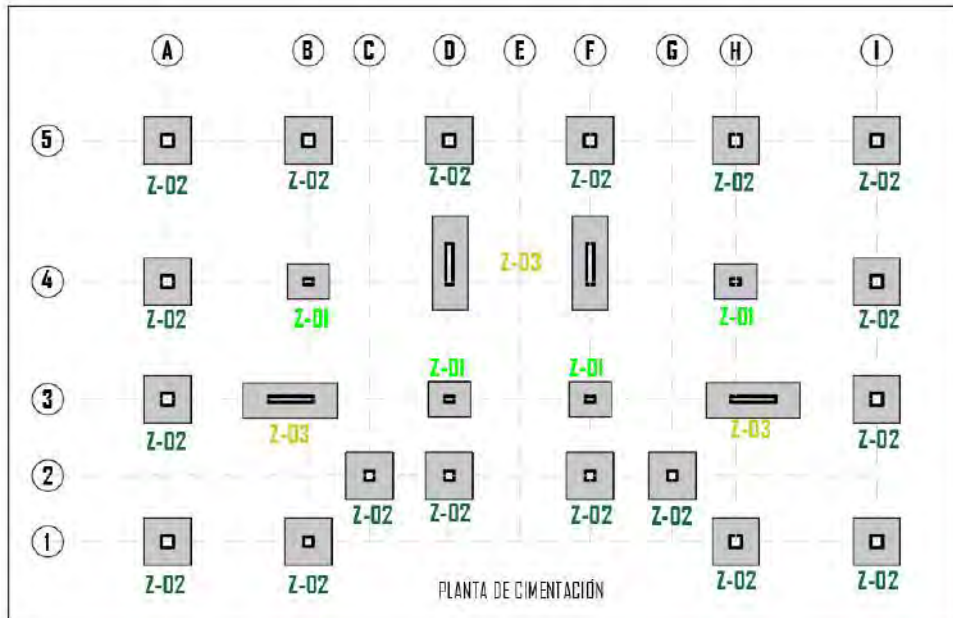 A B C D E F G H I
5
Z-02 Z-02 Z-02 Z-02 Z-02 Z-02
4 Z-03
Z-02 Z-01 Z-01 Z-02
Z-01 Z-01
3
Z-02 Z-03 Z-03 Z-02
2
Z-02 Z-02 Z-02 Z-02
1
Z-02 Z-02 Z-02 Z-02
PLANTA DE CIMENTACIÓN